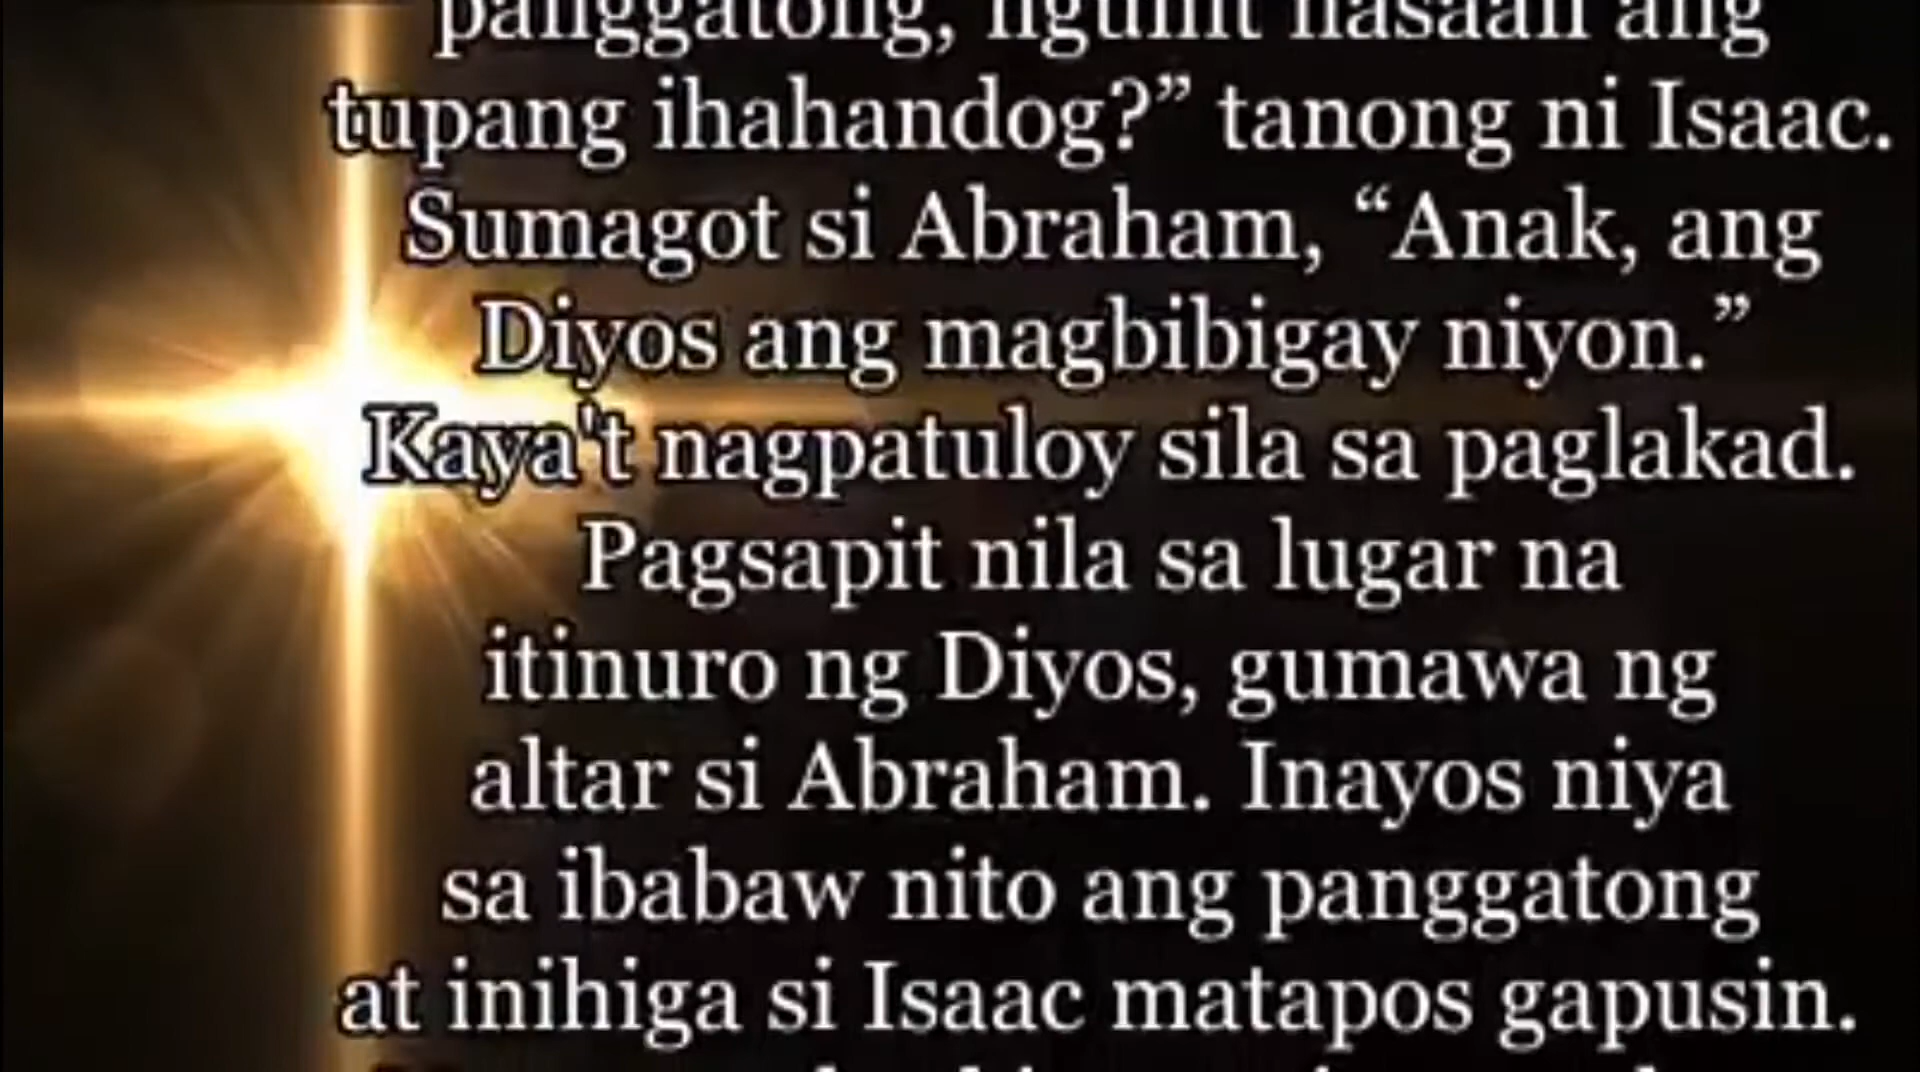 panggatong, ngunit nasaan ang
tupang ihahandog?” tanong ni Isaac.
Sumagot si Abraham, “Anak, ang
Diyos ang magbibigay niyon.”
Kaya't nagpatuloy sila sa paglakad.
Pagsapit nila sa lugar na
itinuro ng Diyos, gumawa ng
altar si Abraham. Inayos niya
sa ibabaw nito ang panggatong
at inihiga si Isaac matapos gapusin.